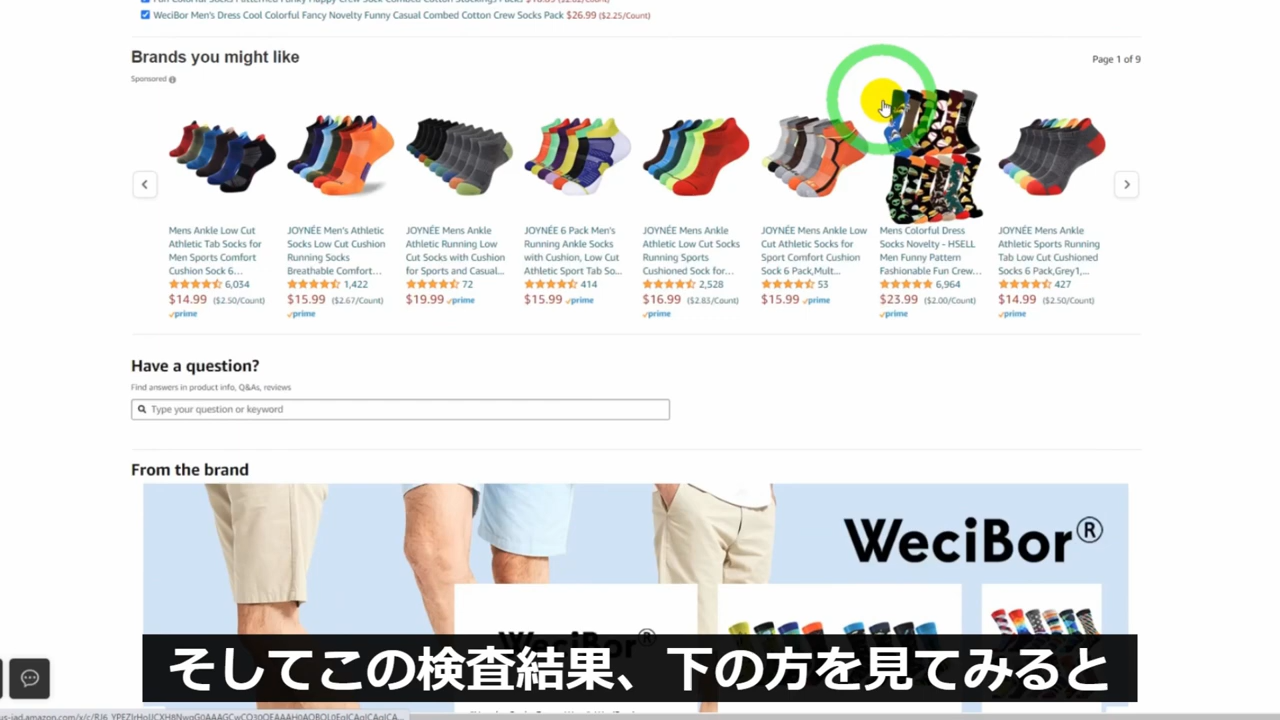 WeciBor Men's Dress Cool Colorful Fancy Novelty Funny Casual Combed Cotton Crew Socks Pack $26.99 ($2.25/Count)
Brands you might like
Page 1 of 9
Sponsored
Mens Ankle Low Cut
Athletic Tab Socks for
Men Sports Comfort
Cushion Sock 6...
6,034
$14.99 ($2.50/Count)
prime
JOYNÉE Men's Athletic
Socks Low Cut Cushion
Running Socks
Breathable Comfort...
1,422
$15.99 ($2.67/Count)
prime
JOYNÉE Mens Ankle
Athletic Running Low
Cut Socks with Cushion
for Sports and Casual...
72
$19.99 prime
JOYNÉE 6 Pack Men's
Running Ankle Socks
with Cushion, Low Cut
Athletic Sport Tab So...
414
$15.99 prime
JOYNÉE Mens Ankle
Athletic Low Cut Socks
Running Sports
Cushioned Sock for...
2,528
$16.99 ($2.83/Count)
prime
JOYNÉE Mens Ankle Low
Cut Athletic Socks for
Sport Comfort Cushion
Sock 6 Pack,Mult...
53
$15.99 prime
Mens Colorful Dress
Socks Novelty - HSELL
Men Funny Pattern
Fashionable Fun Crew...
6,964
$23.99 ($2.00/Count)
prime
JOYNÉE Mens Ankle
Athletic Sports Running
Tab Low Cut Cushioned
Socks 6 Pack,Grey1,...
427
$14.99 ($2.50/Count)
prime
Have a question?
Find answers in product info, Q&As, reviews
Type your question or keyword
From the brand
WeciBor®
WeciBor®
そしてこの検査結果、下の方を見てみると